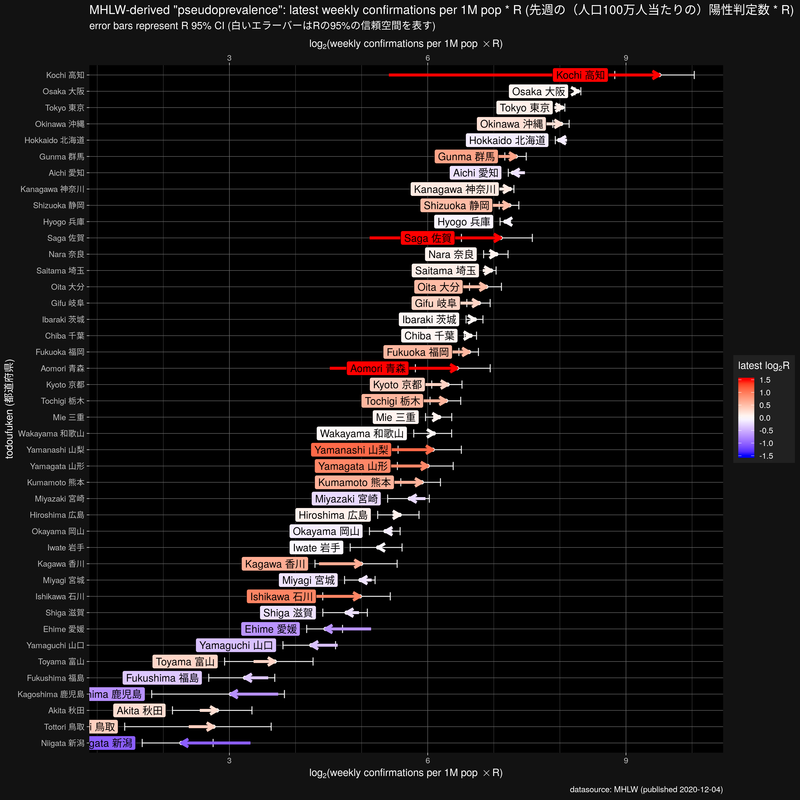 MHLW-derived "pseudoprevalence": latest weekly confirmations per 1M pop * R (先週の（人口100万人当たりの）陽性判定数 * R)
error bars represent R 95% CI (白いエラーバーはRの95%の信頼空間を表す)
log2(weekly confirmations per 1M pop × R)
3 6 9
Kochi 高知 Kochi 高知
Osaka 大阪 Osaka 大阪
Tokyo 東京 Tokyo 東京
Okinawa 沖縄 Okinawa 沖縄
Hokkaido 北海道 Hokkaido 北海道
Gunma 群馬 Gunma 群馬
Aichi 愛知 Aichi 愛知
Kanagawa 神奈川 Kanagawa 神奈川
Shizuoka 静岡 Shizuoka 静岡
Hyogo 兵庫 Hyogo 兵庫
Saga 佐賀 Saga 佐賀
Nara 奈良 Nara 奈良
Saitama 埼玉 Saitama 埼玉
Oita 大分 Oita 大分
Gifu 岐阜 Gifu 岐阜
Ibaraki 茨城 Ibaraki 茨城
Chiba 千葉 Chiba 千葉
Fukuoka 福岡 Fukuoka 福岡
Aomori 青森 Aomori 青森
Kyoto 京都 Kyoto 京都
Tochigi 栃木 Tochigi 栃木
Mie 三重 Mie 三重
Wakayama 和歌山 Wakayama 和歌山
Yamanashi 山梨 Yamanashi 山梨
Yamagata 山形 Yamagata 山形
Kumamoto 熊本 Kumamoto 熊本
Miyazaki 宮崎 Miyazaki 宮崎
Hiroshima 広島 Hiroshima 広島
Okayama 岡山 Okayama 岡山
Iwate 岩手 Iwate 岩手
Kagawa 香川 Kagawa 香川
Miyagi 宮城 Miyagi 宮城
Ishikawa 石川 Ishikawa 石川
Shiga 滋賀 Shiga 滋賀
Ehime 愛媛 Ehime 愛媛
Yamaguchi 山口 Yamaguchi 山口
Toyama 富山 Toyama 富山
Fukushima 福島 Fukushima 福島
Kagoshima 鹿児島 hima 鹿児島
Akita 秋田 Akita 秋田
Tottori 鳥取 i 鳥取
Niigata 新潟 gata 新潟
3 6 9
log2(weekly confirmations per 1M pop × R)
todoufuken (都道府県)
latest log2R
1.5
1.0
0.5
0.0
-0.5
-1.0
-1.5
datasource: MHLW (published 2020-12-04)